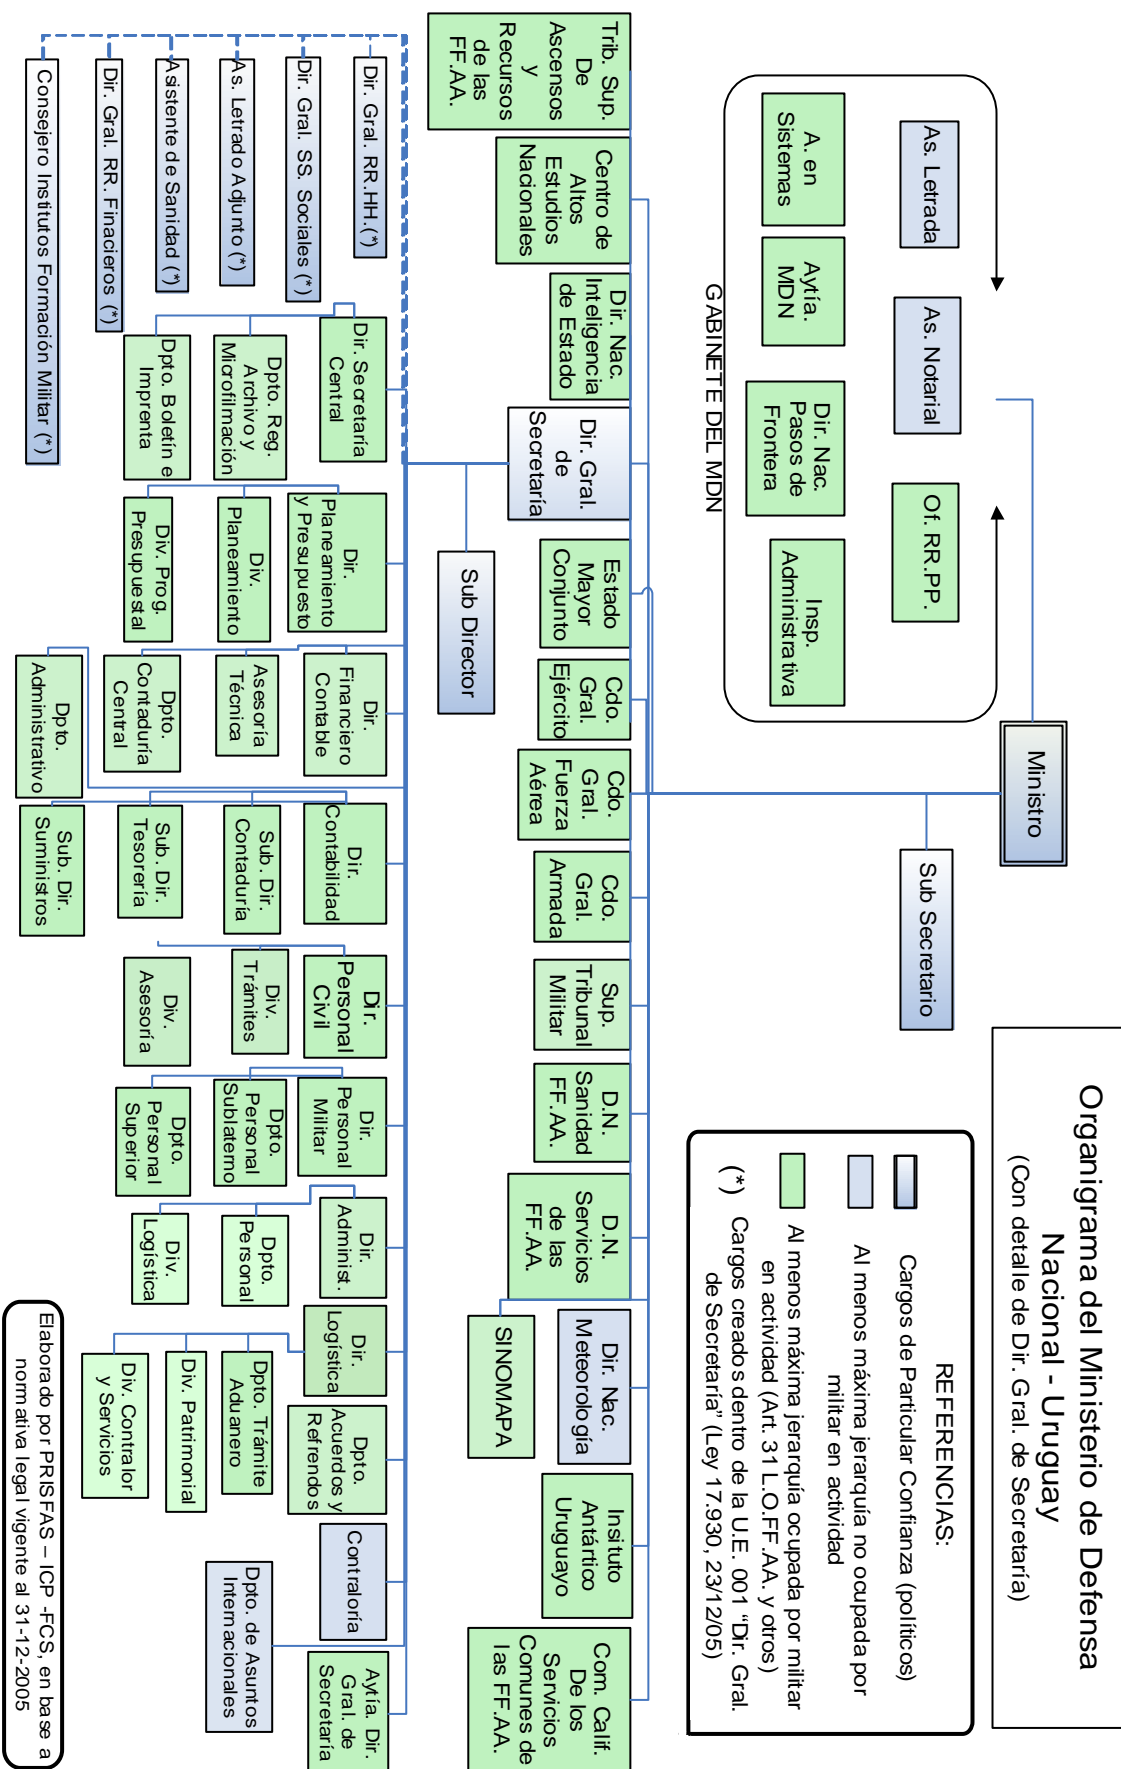 Organigrama del Ministerio de Defensa
Nacional - Uruguay
(Con detalle de Dir. Gral. de Secretaría)
Ministro
Sub Secretario
As. Letrada
As. Notarial
Of. RR.PP.
A. en
Sistemas
Aytía.
MDN
Dir. Nac.
Pasos de
Frontera
Insp.
Administrativa
GABINETE DEL MDN
REFERENCIAS:
Cargos de Particular Confianza (políticos)
Al menos máxima jerarquía no ocupada por
militar en actividad
Al menos máxima jerarquía ocupada por militar
en actividad (Art. 31 L.O.FF.AA. y otros)
(*) Cargos creados dentro de la U.E. 001 "Dir. Gral.
de Secretaría" (Ley 17.930, 23/12/05)
Trib. Sup.
De
Ascensos
y
Recursos
de las
FF.AA.
Centro de
Altos
Estudios
Nacionales
Dir. Nac.
Inteligencia
de Estado
Dir. Gral.
de
Secretaría
Estado
Mayor
Conjunto
Cdo.
Gral.
Ejército
Cdo.
Gral.
Fuerza
Aérea
Cdo.
Gral.
Armada
Sup.
Tribunal
Militar
D.N.
Sanidad
FF.AA.
D.N.
Servicios
de las
FF.AA.
Dir. Nac.
Meteorología
SINOMAPA
Insituto
Antártico
Uruguayo
Com. Calif.
De los
Servicios
Comunes de
las FF.AA.
Sub Director
Dir. Gral. RR.HH.(*)
Dir. Gral. SS. Sociales (*)
As. Letrado Adjunto (*)
Asistente de Sanidad (*)
Dir. Gral. RR. Finacieros (*)
Consejo Institutos Formación Militar (*)
Dir. Secretaría
Central
Dpto. Reg.
Archivo y
Microfilmación
Dpto. Boletín e
Imprenta
Dir.
Planeamiento
y Presupuesto
Div.
Planeamiento
Div. Prog.
Presupuestal
Dir.
Financiero
Contable
Asesoría
Técnica
Dpto.
Contaduría
Central
Dpto.
Administrativo
Dir.
Contabilidad
Sub. Dir.
Contaduría
Sub. Dir.
Tesorería
Sub. Dir.
Suministros
Dir.
Personal
Civil
Div.
Trámites
Div.
Asesoría
Dir.
Personal
Militar
Dpto.
Personal
Sublaterno
Dpto.
Personal
Superior
Dir.
Administ.
Dpto.
Personal
Div.
Logística
Dir.
Logística
Dpto. Trámite
Aduanero
Div. Patrimonial
Div. Contralor
y Servicios
Dpto.
Acuerdos y
Refrendos
Contraloría
Dpto. de Asuntos
Internacionales
Aytía. Dir.
Gral. de
Secretaría
Elaborado por PRISFAS – ICP -FCS, en base a
normativa legal vigente al 31-12-2005